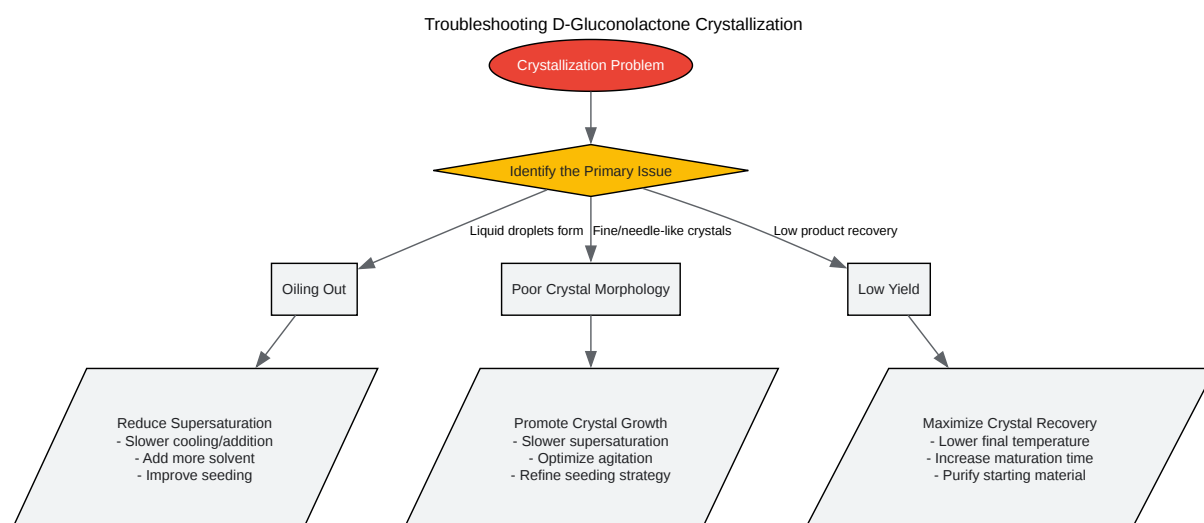 Troubleshooting D-Gluconolactone Crystallization
Crystallization Problem
Identify the Primary Issue
Liquid droplets form
Fine/needle-like crystals
Low product recovery
Oiling Out
Poor Crystal Morphology
Low Yield
Reduce Supersaturation
- Slower cooling/addition
- Add more solvent
- Improve seeding
Promote Crystal Growth
- Slower supersaturation
- Optimize agitation
- Refine seeding strategy
Maximize Crystal Recovery
- Lower final temperature
- Increase maturation time
- Purify starting material